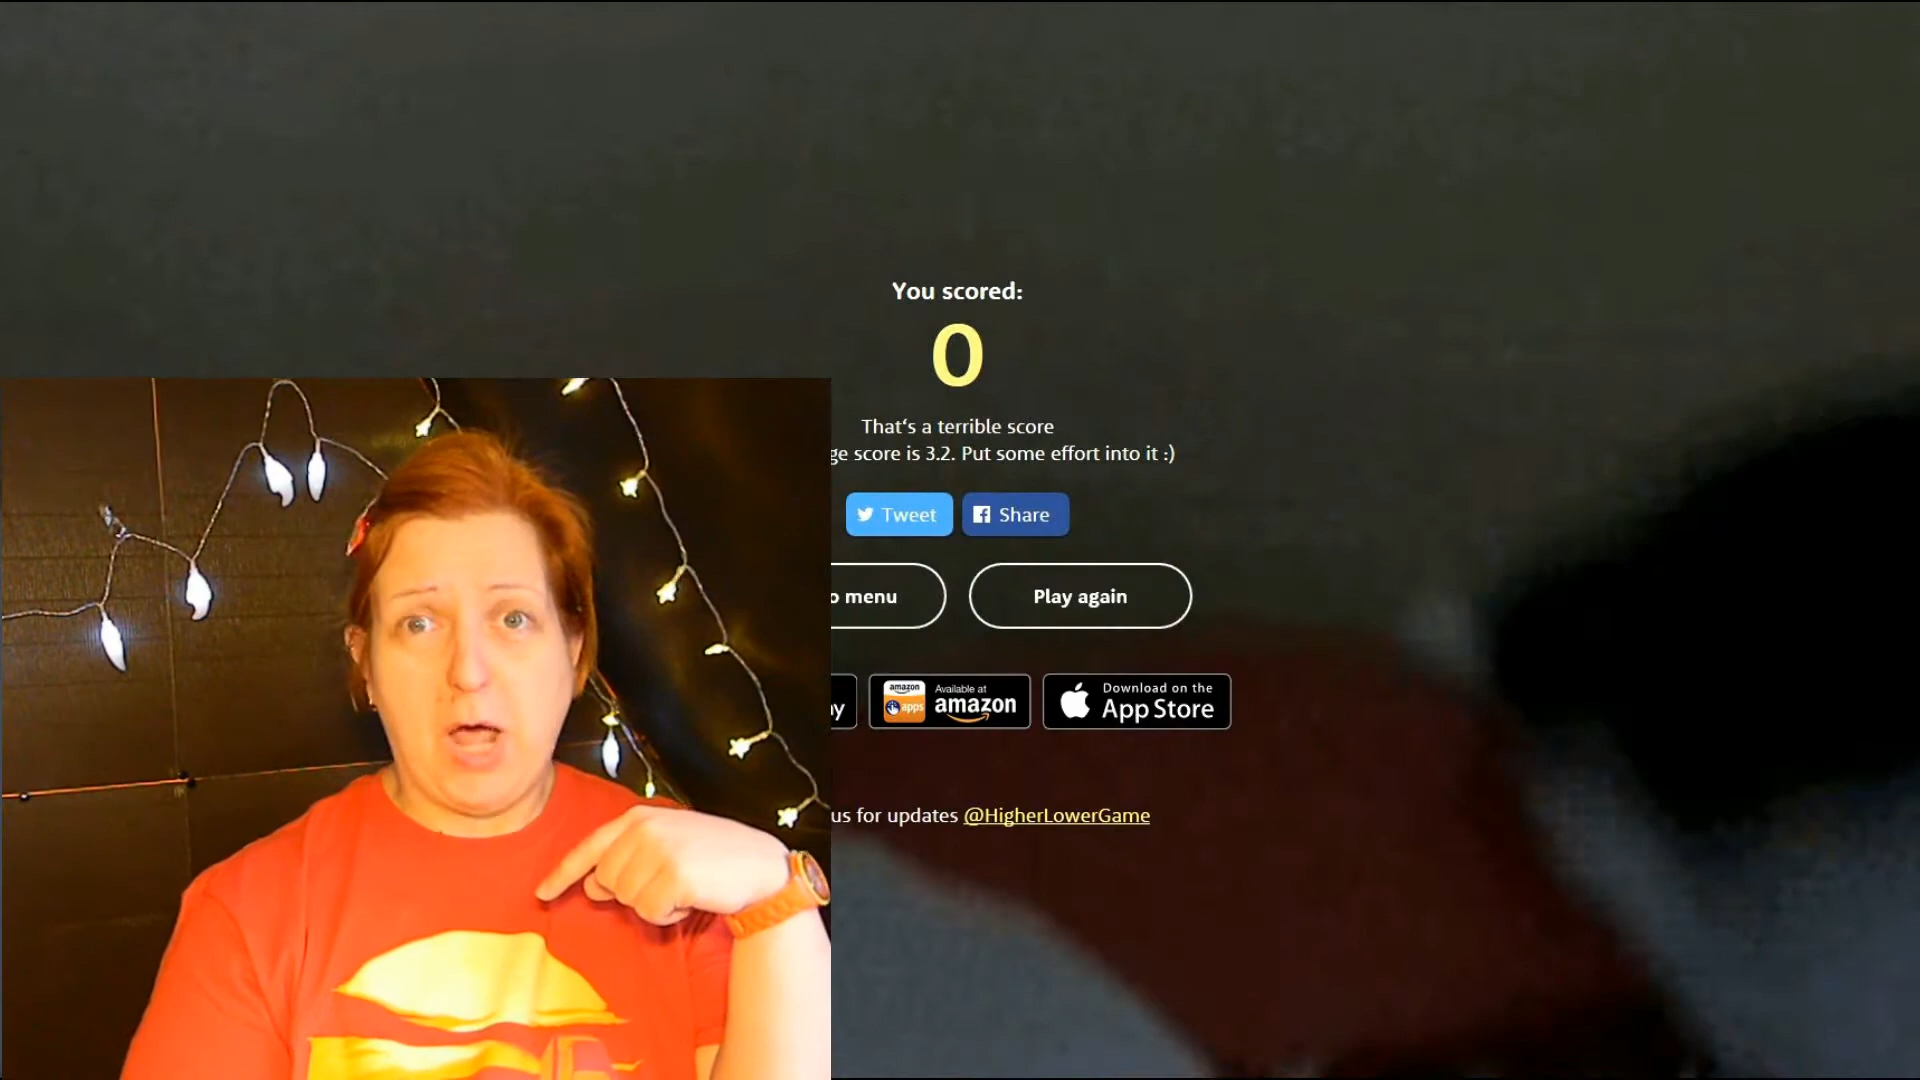 You scored:
0
That's a terrible score
score is 3.2. Put some effort into it :)
Tweet
Share
menu
Play again
amazon
apps
Available at
amazon
Download on the
App Store
us for updates @HigherLowerGame